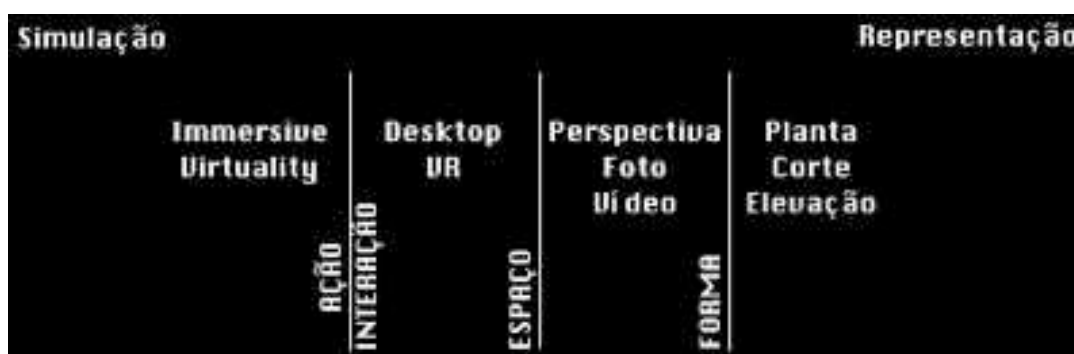 Simulação
Representação
Immersive
Virtuality
Desktop
VR
Perspectiva
Foto
Vídeo
Planta
Corte
Elevação
AÇÃO
INTERAÇÃO
ESPAÇO
FORMA